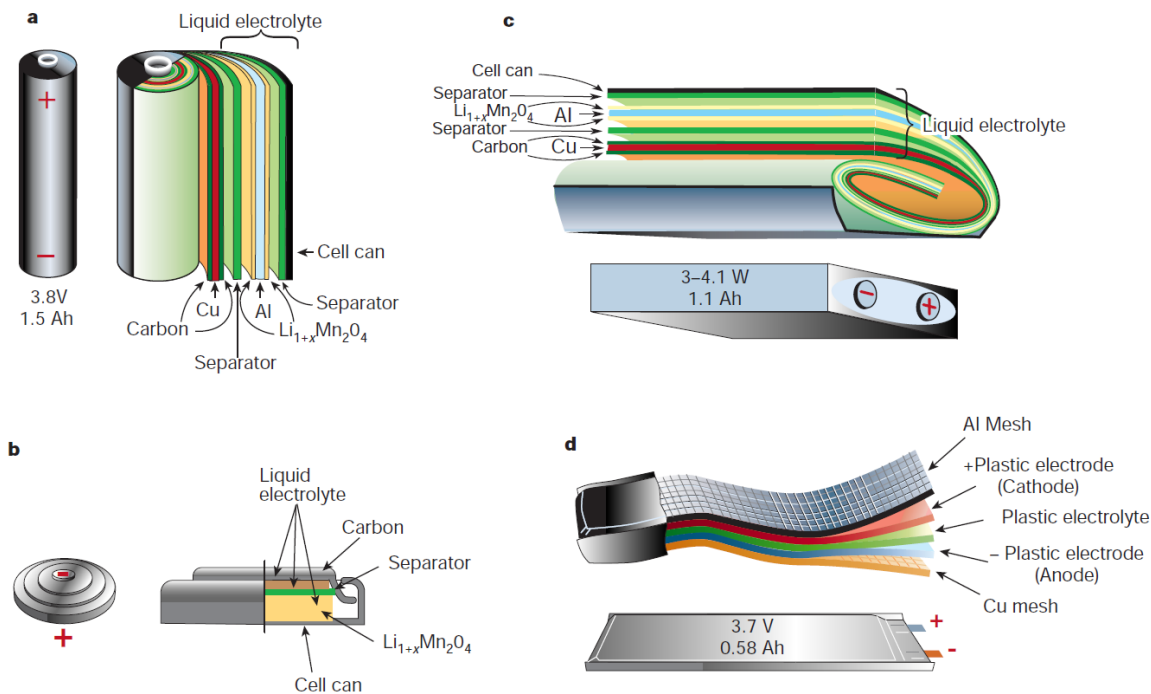 a
Liquid electrolyte
+
−
3.8V
1.5 Ah
Cell can
Separator
Cu
Al
Carbon
Li1+xMn2O4
Separator
c
Cell can
Separator
Li1+xMn2O4
Al
Separator
Carbon
Cu
Liquid electrolyte
3–4.1 W
1.1 Ah
−
+
b
Liquid
electrolyte
Carbon
Separator
Li1+xMn2O4
Cell can
−
+
d
Al Mesh
+Plastic electrode
(Cathode)
Plastic electrolyte
– Plastic electrode
(Anode)
Cu mesh
3.7 V
0.58 Ah
+
-